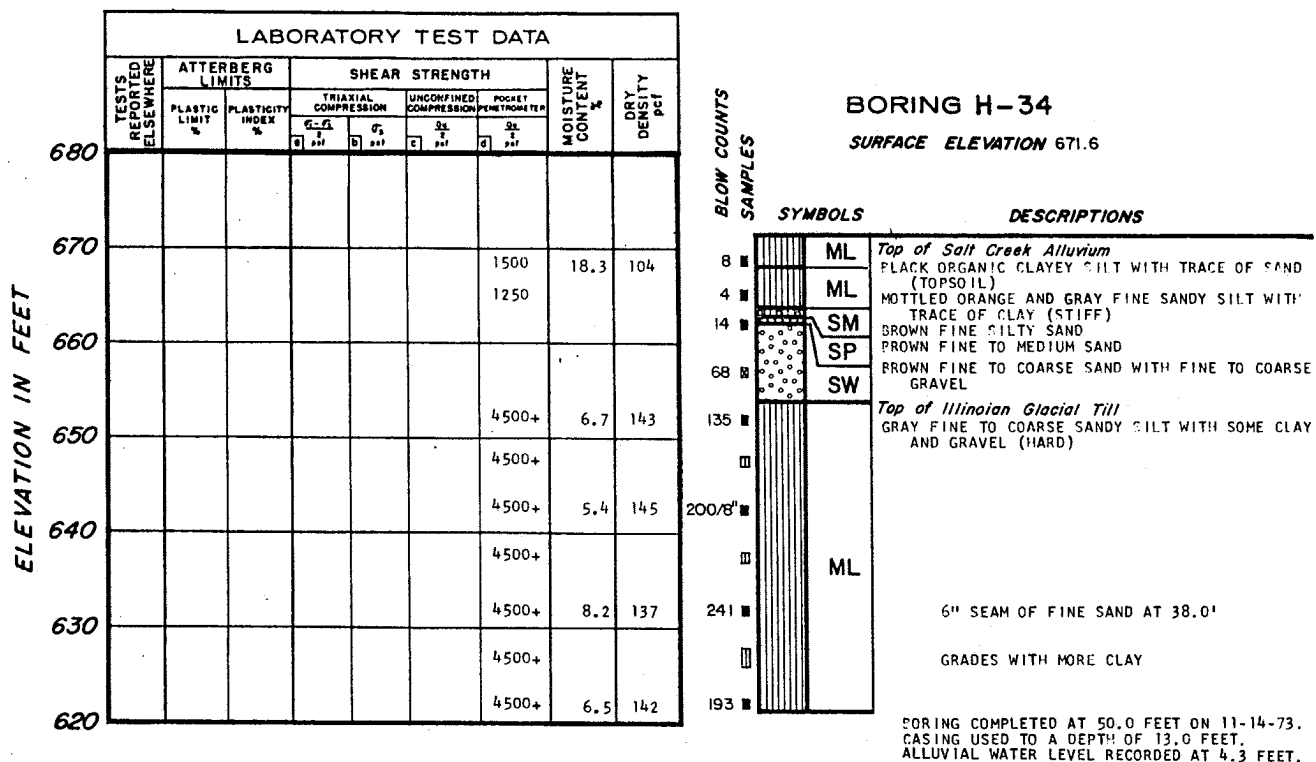 LABORATORY TEST DATA
TESTS REPORTED ELSEWHERE
ATTERBERG LIMITS
SHEAR STRENGTH
MOISTURE CONTENT %
DRY DENSITY pcf
PLASTIC LIMIT %
PLASTICITY INDEX %
TRIAXIAL COMPRESSION
UNCONFINED COMPRESSION
POCKET PENETROMETER
a psf
b psf
c psf
d psf
ELEVATION IN FEET
680
670
1500 18.3 104
1250
660
4500+ 6.7 143
650
4500+
4500+ 5.4 145
640
4500+
4500+ 8.2 137
630
4500+
4500+ 6.5 142
620
BORING H-34
SURFACE ELEVATION 671.6
BLOW COUNTS
SAMPLES
SYMBOLS
DESCRIPTIONS
8 ML Top of Salt Creek Alluvium
BLACK ORGANIC CLAYEY SILT WITH TRACE OF SAND
(TOPSOIL)
4 ML MOTTLED ORANGE AND GRAY FINE SANDY SILT WITH
TRACE OF CLAY (STIFF)
14 SM BROWN FINE SILTY SAND
SP BROWN FINE TO MEDIUM SAND
68 SW BROWN FINE TO COARSE SAND WITH FINE TO COARSE
GRAVEL
Top of Illinoian Glacial Till
135 GRAY FINE TO COARSE SANDY SILT WITH SOME CLAY
AND GRAVEL (HARD)
200/8"
ML
241 6" SEAM OF FINE SAND AT 38.0'
GRADES WITH MORE CLAY
193
BORING COMPLETED AT 50.0 FEET ON 11-14-73.
CASING USED TO A DEPTH OF 13.0 FEET.
ALLUVIAL WATER LEVEL RECORDED AT 4.3 FEET.